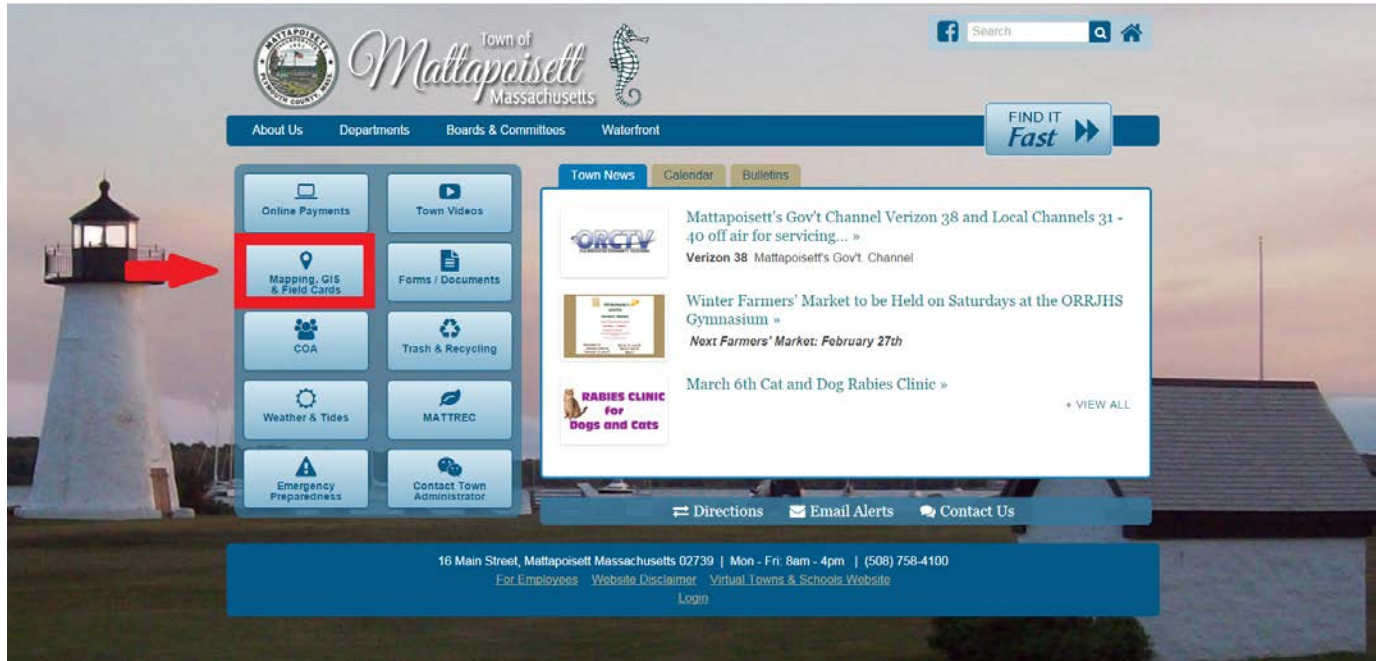 MATTAPOISETT
INCORPORATED
PLYMOUTH COUNTY, MASS.
Town of
Mattapoisett
Massachusetts
Search
About Us Departments Boards & Committees Waterfront
FIND IT
Fast
Online Payments
Town Videos
Mapping, GIS
& Field Cards
Forms / Documents
COA
Trash & Recycling
Weather & Tides
MATTREC
Emergency
Preparedness
Contact Town
Administrator
Town News Calendar Bulletins
ORCTV
Mattapoisett's Gov't Channel Verizon 38 and Local Channels 31 -
40 off air for servicing... »
Verizon 38 Mattapoisett's Gov't. Channel
Winter Farmers' Market to be Held on Saturdays at the ORRJHS
Gymnasium »
Next Farmers' Market: February 27th
RABIES CLINIC
for
Dogs and Cats
March 6th Cat and Dog Rabies Clinic »
+ VIEW ALL
Directions Email Alerts Contact Us
16 Main Street, Mattapoisett Massachusetts 02739 | Mon - Fri: 8am - 4pm | (508) 758-4100
For Employees Website Disclaimer Virtual Towns & Schools Website
Login